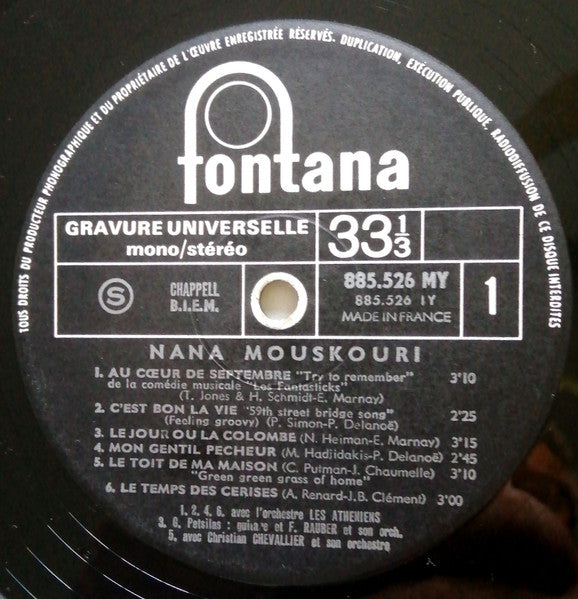 TOUS DROITS DU PRODUCTEUR PHONOGRAPHIQUE ET DU PROPRIÉTAIRE DE L'ŒUVRE ENREGISTRÉE RÉSERVÉS. DUPLICATION, EXÉCUTION PUBLIQUE, RADIODIFFUSION DE CE DISQUE INTERDITES
fontana
GRAVURE UNIVERSELLE
mono/stéréo
33 1/3
S
CHAPPELL
B.I.E.M.
885.526 MY
885.526 IY
MADE IN FRANCE
1
NANA MOUSKOURI
1. AU CŒUR DE SEPTEMBRE "Try to remember" 3'10
de la comédie musicale "Les Fantasticks"
(T. Jones & H. Schmidt-E. Marnay)
2. C'EST BON LA VIE "59th street bridge song" 2'25
(Feeling groovy) (P. Simon-P. Delanoë)
3. LE JOUR OU LA COLOMBE (N. Heiman-E. Marnay) 3'15
4. MON GENTIL PECHEUR (M. Hadjidakis-P. Delanoë) 2'45
5. LE TOIT DE MA MAISON (C. Putman-J. Chaumelle) 3'10
"Green green grass of home"
6. LE TEMPS DES CERISES (A. Renard-J.B. Clément) 3'00
1, 2, 4, 6, avec l'orchestre LES ATHENIENS
3, G. Petsilas : guitare et F. RAUBER et son orch.
5, avec Christian CHEVALLIER et son orchestre